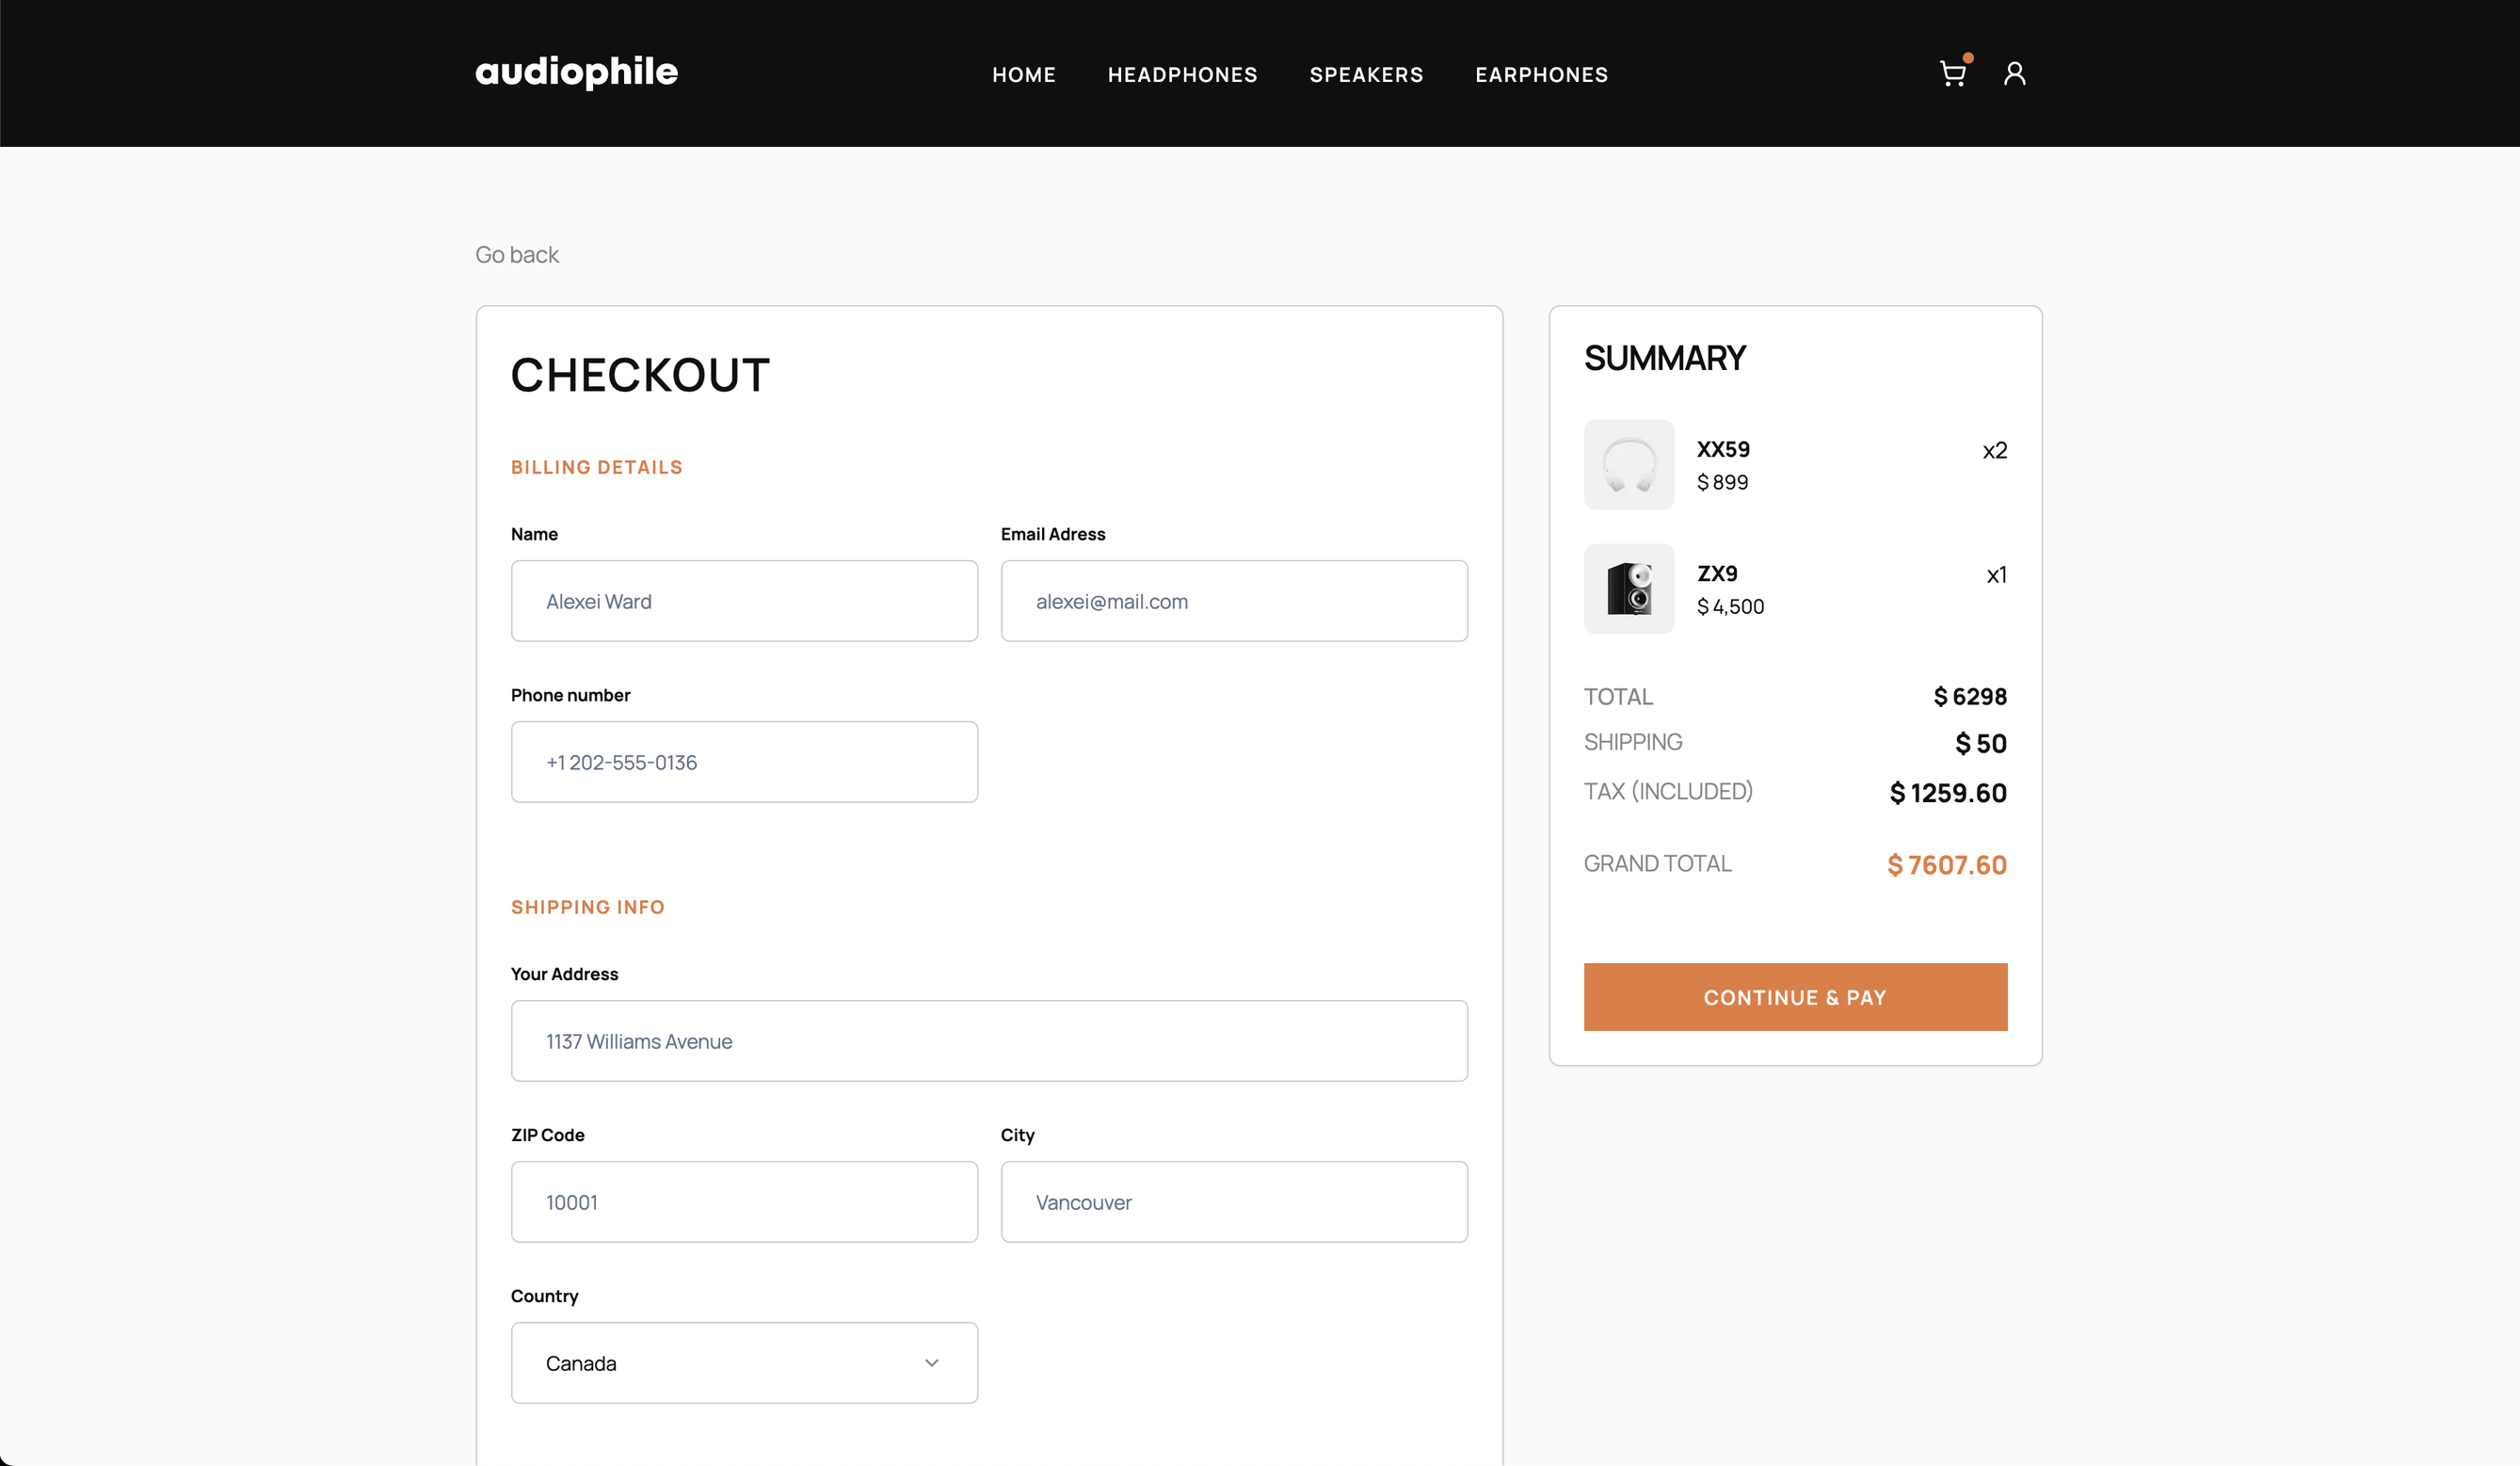 audiophile
HOME HEADPHONES SPEAKERS EARPHONES
Go back
CHECKOUT
BILLING DETAILS
Name
Alexei Ward
Email Adress
alexei@mail.com
Phone number
+1 202-555-0136
SHIPPING INFO
Your Address
1137 Williams Avenue
ZIP Code
10001
City
Vancouver
Country
Canada
SUMMARY
XX59 x2
$ 899
ZX9 x1
$ 4,500
TOTAL $ 6298
SHIPPING $ 50
TAX (INCLUDED) $ 1259.60
GRAND TOTAL $ 7607.60
CONTINUE & PAY